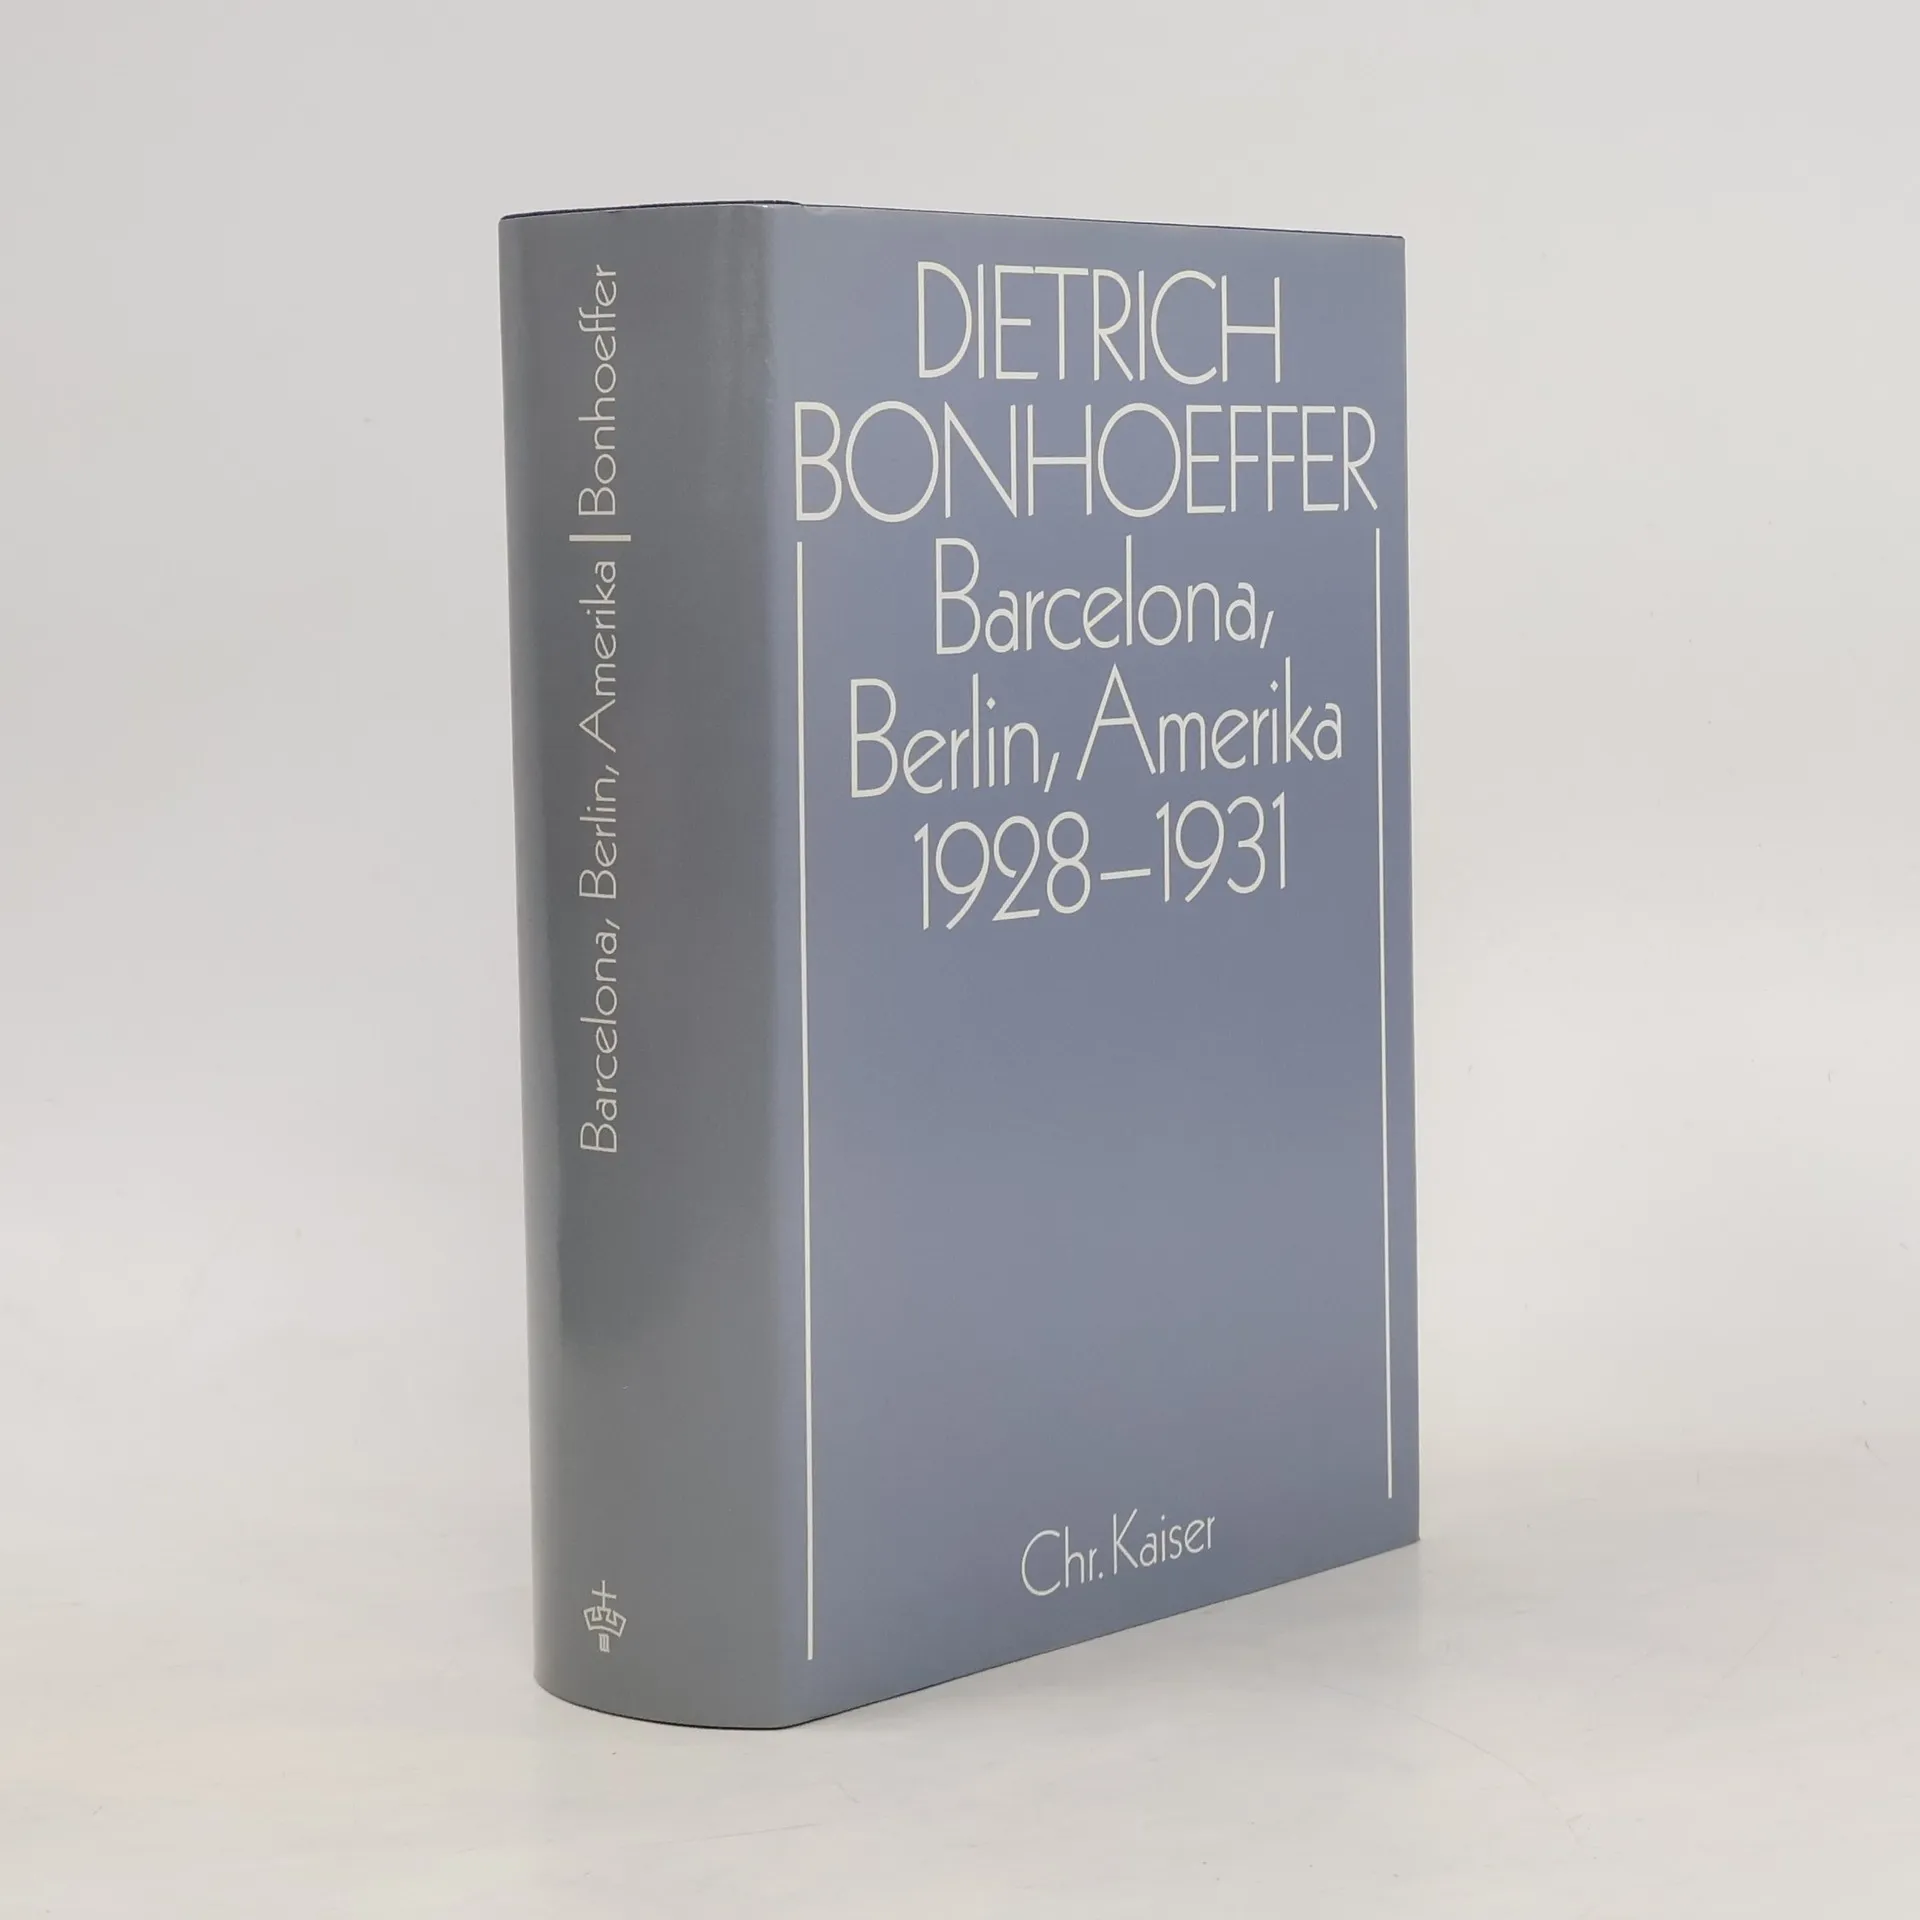 Barcelona, Berlin, Amerika | Bonhoeffer
DIETRICH
BONHOEFFER
Barcelona,
Berlin, Amerika
1928–1931
Chr. Kaiser